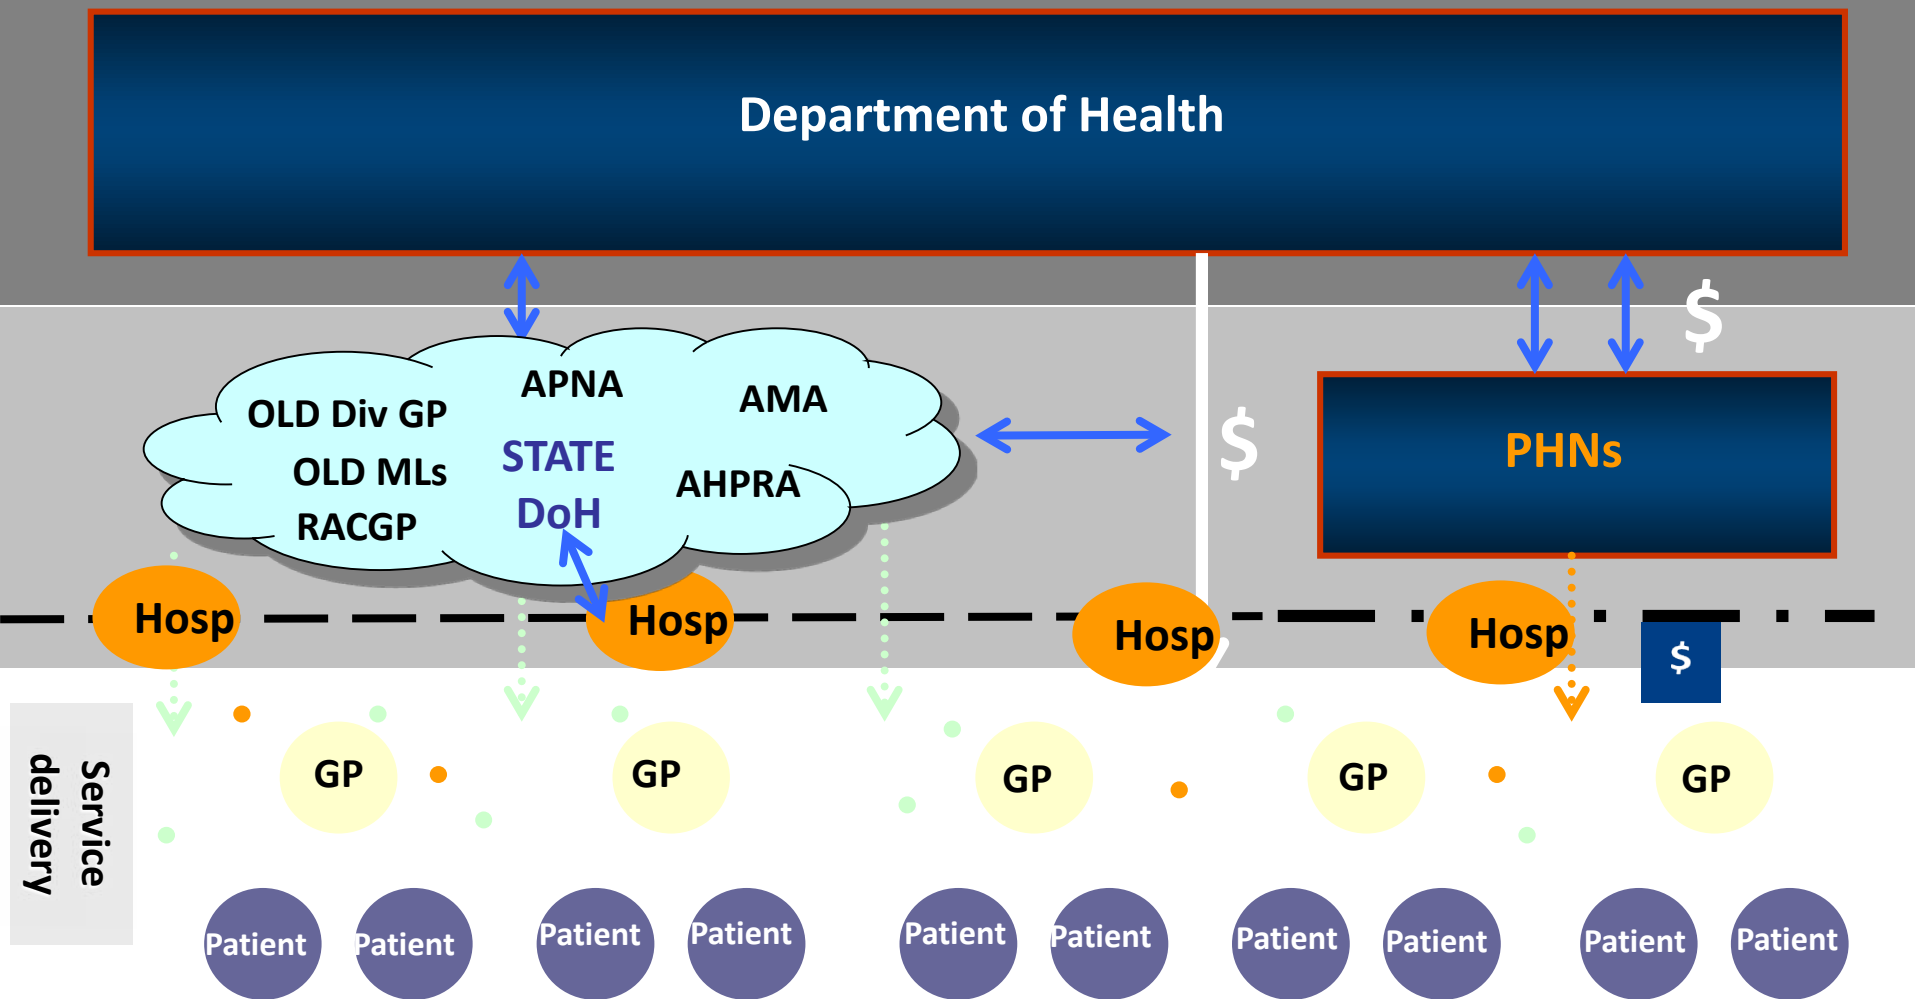 Department of Health
$
APNA
AMA
OLD Div GP
STATE
DoH
$
PHNs
OLD MLs
AHPRA
RACGP
Hosp
Hosp
Hosp
Hosp
$
Service
delivery
GP
GP
GP
GP
GP
Patient
Patient
Patient
Patient
Patient
Patient
Patient
Patient
Patient
Patient